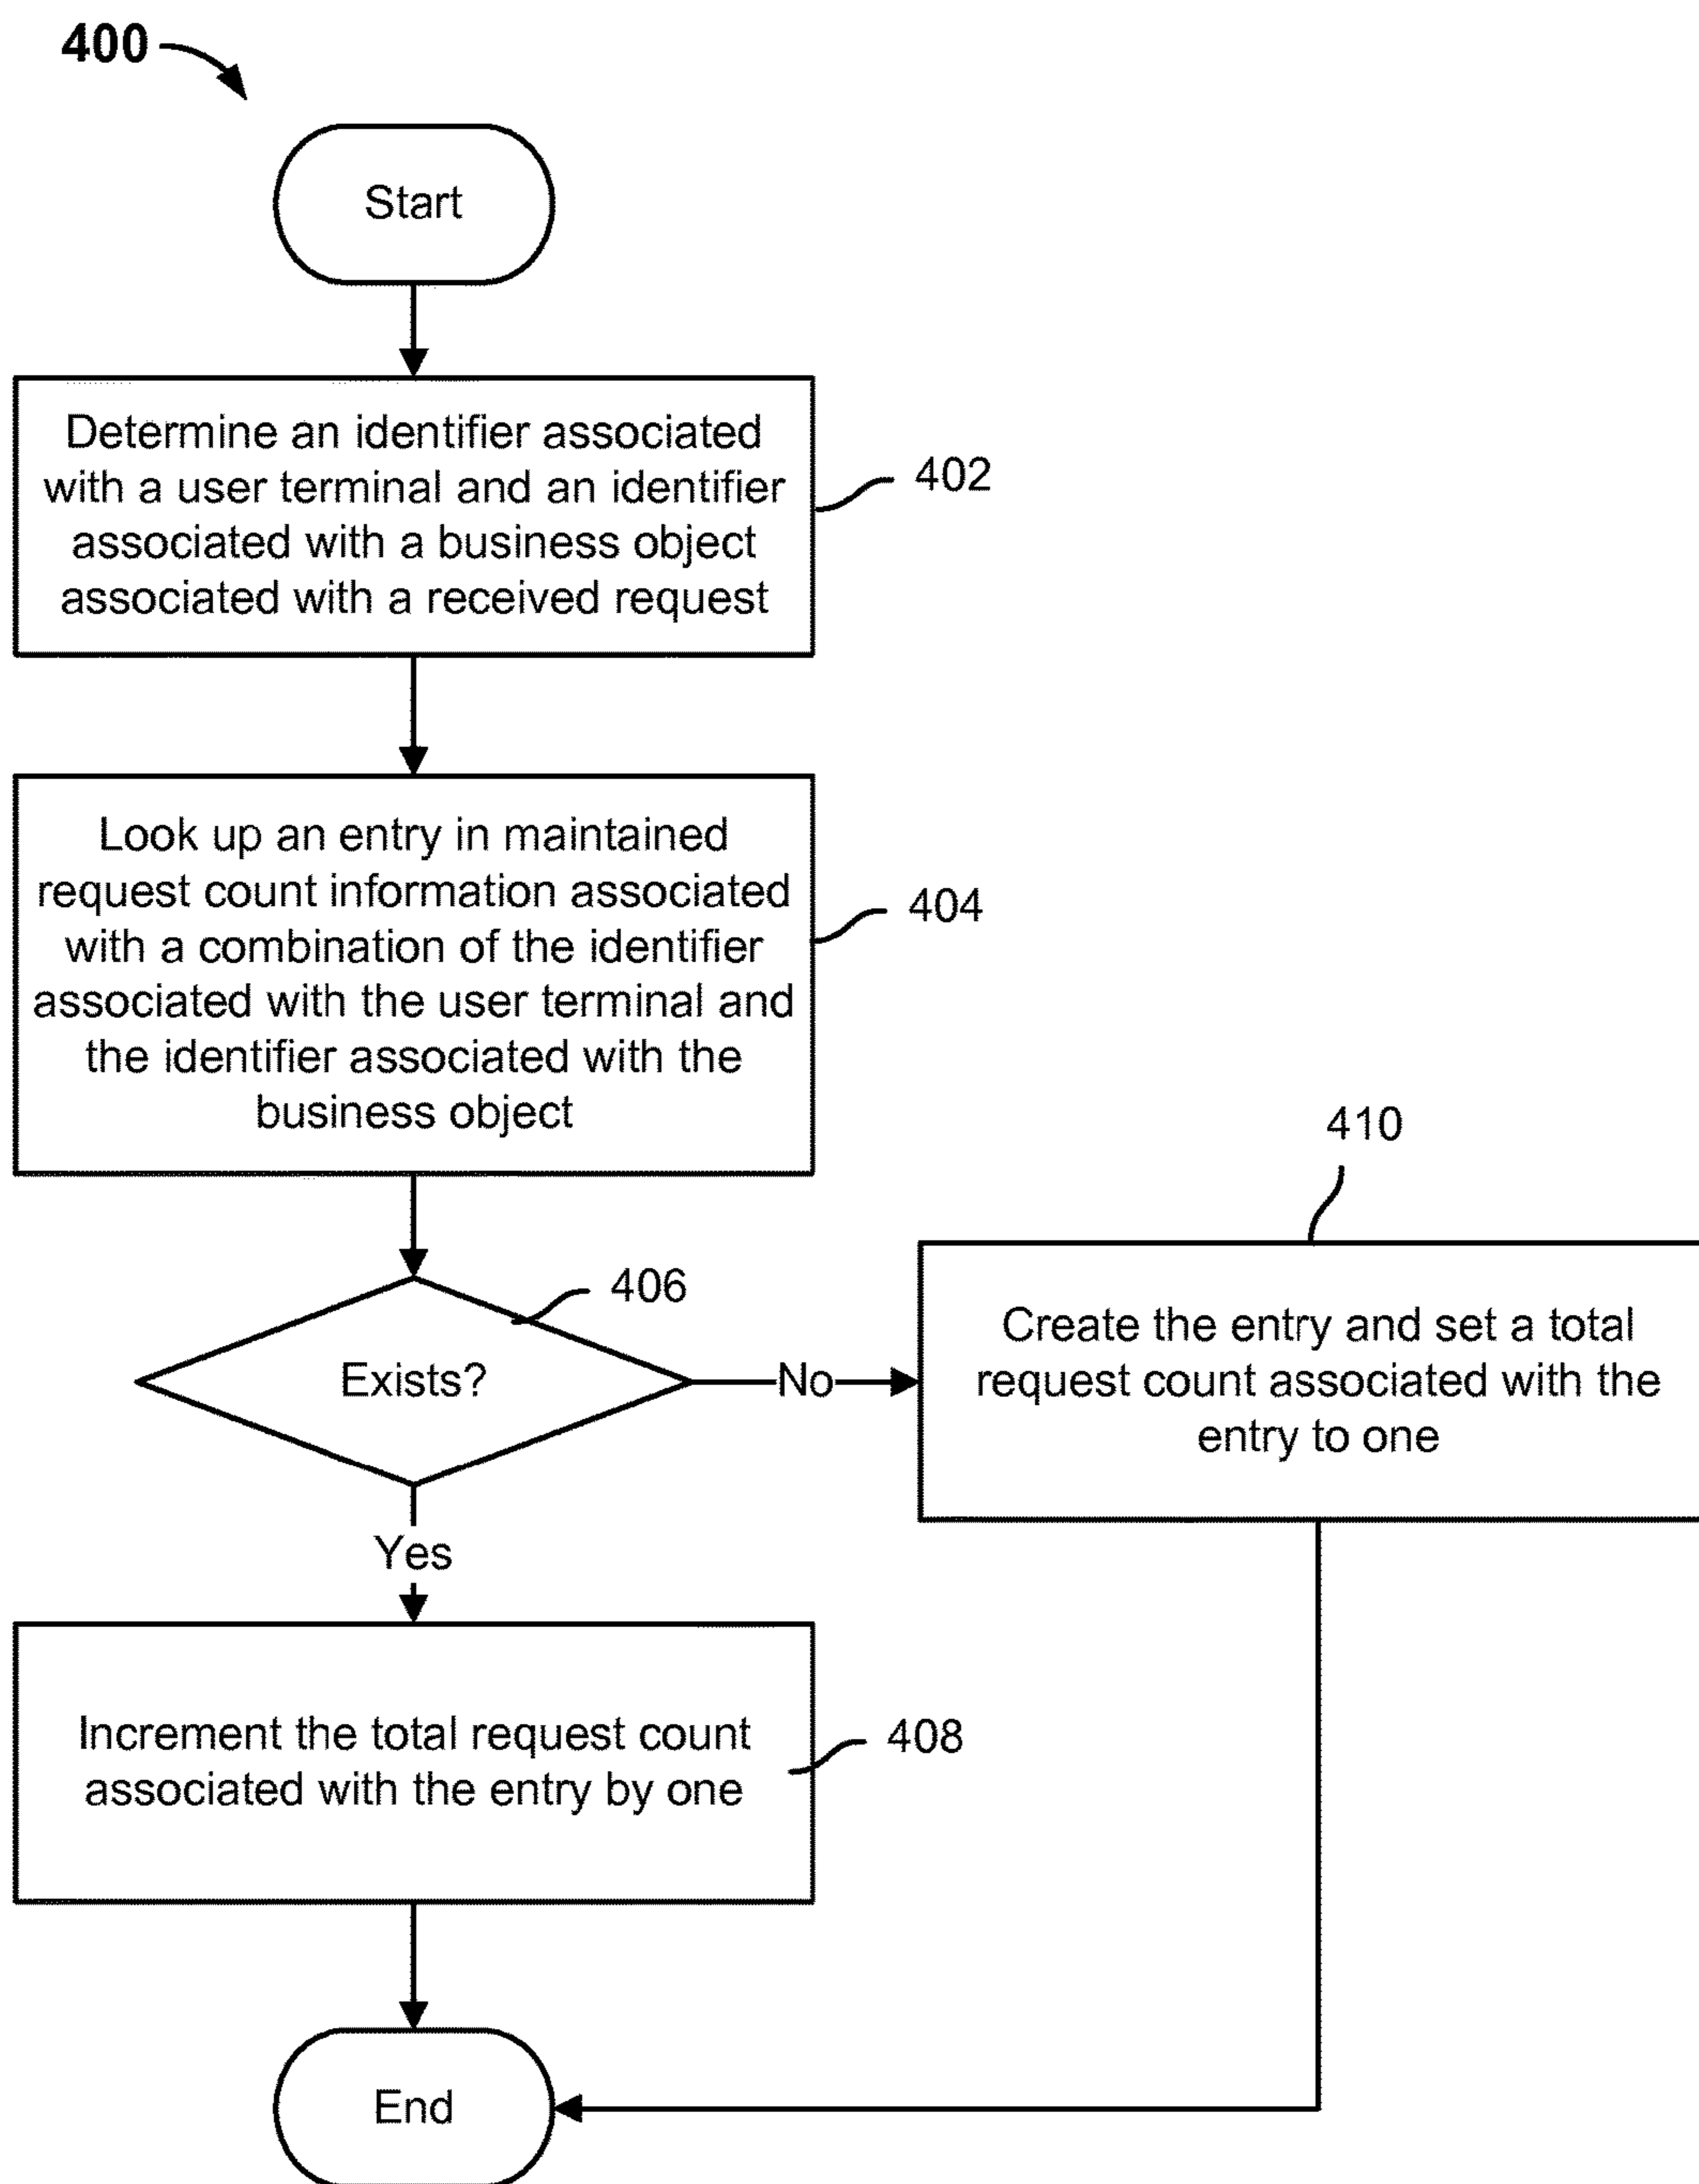 400
Start
Determine an identifier associated
with a user terminal and an identifier
associated with a business object
associated with a received request
402
Look up an entry in maintained
request count information associated
with a combination of the identifier
associated with the user terminal and
the identifier associated with the
business object
404
406
Exists?
No
410
Create the entry and set a total
request count associated with the
entry to one
Yes
Increment the total request count
associated with the entry by one
408
End